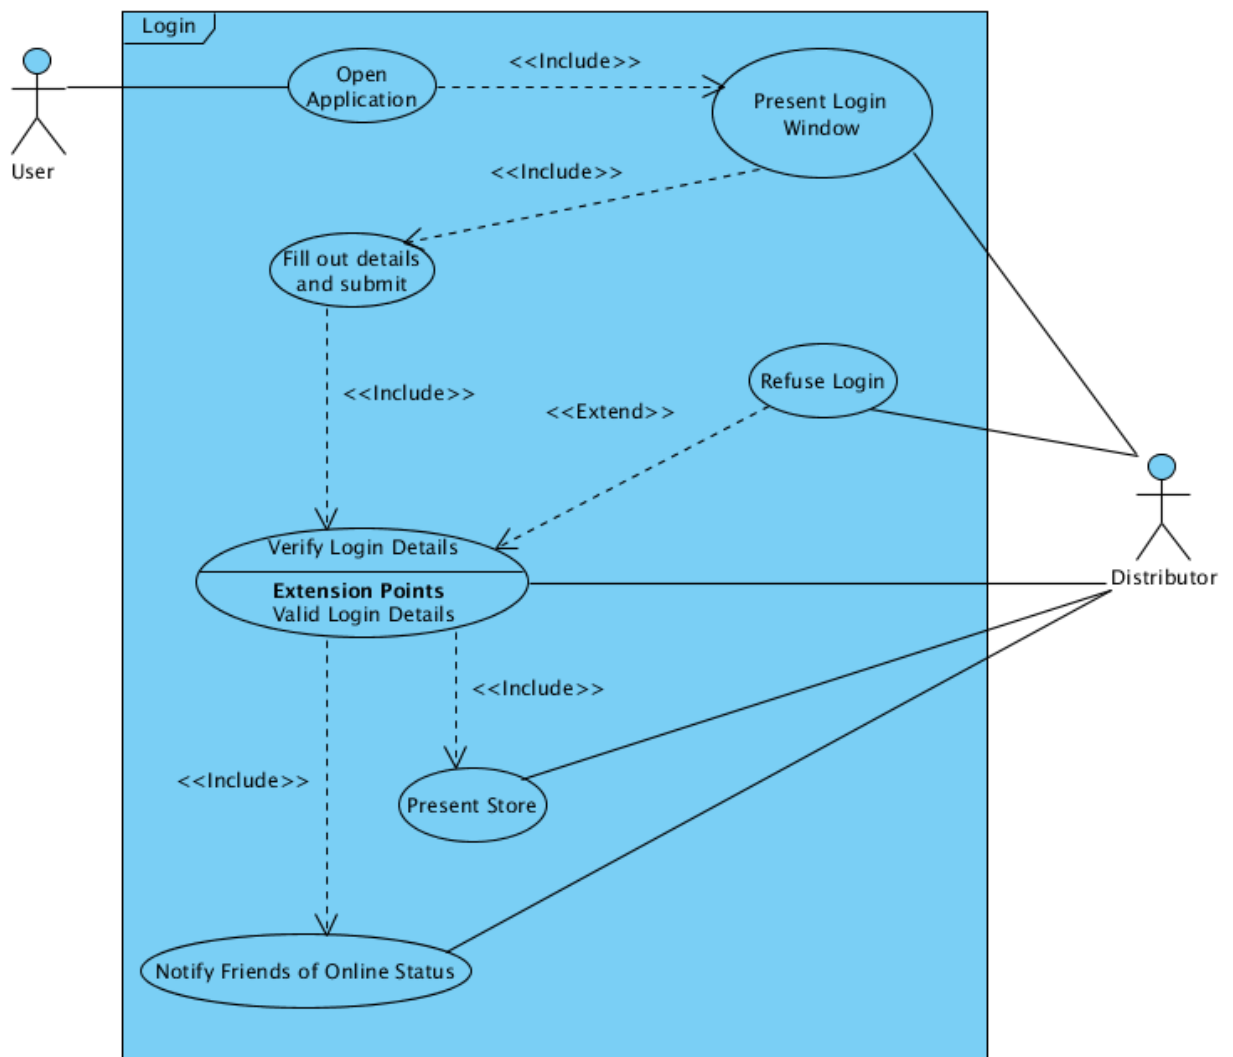 Login
Open
Application
<<Include>>
Present Login
Window
User
<<Include>>
Fill out details
and submit
Refuse Login
<<Include>>
<<Extend>>
Verify Login Details
Extension Points
Valid Login Details
Distributor
<<Include>>
<<Include>>
Present Store
Notify Friends of Online Status